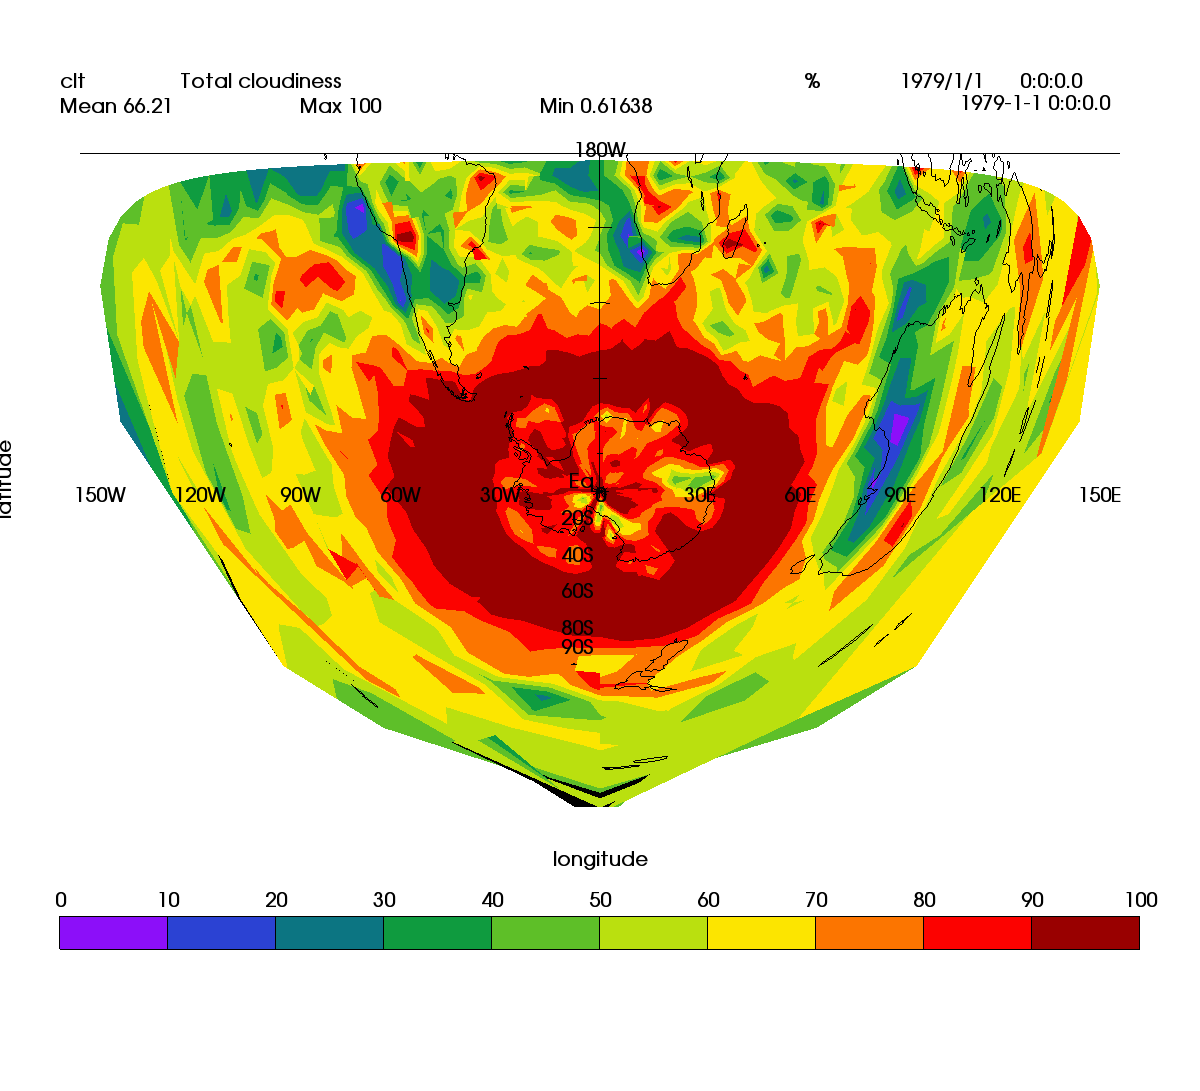 clt Total cloudiness % 1979/1/1 0:0:0.0
Mean 66.21 Max 100 Min 0.61638 1979-1-1 0:0:0.0
180W
latitude
Eq
150W 120W 90W 60W 30W 0 30E 60E 90E 120E 150E
20S
40S
60S
80S
90S
longitude
0 10 20 30 40 50 60 70 80 90 100